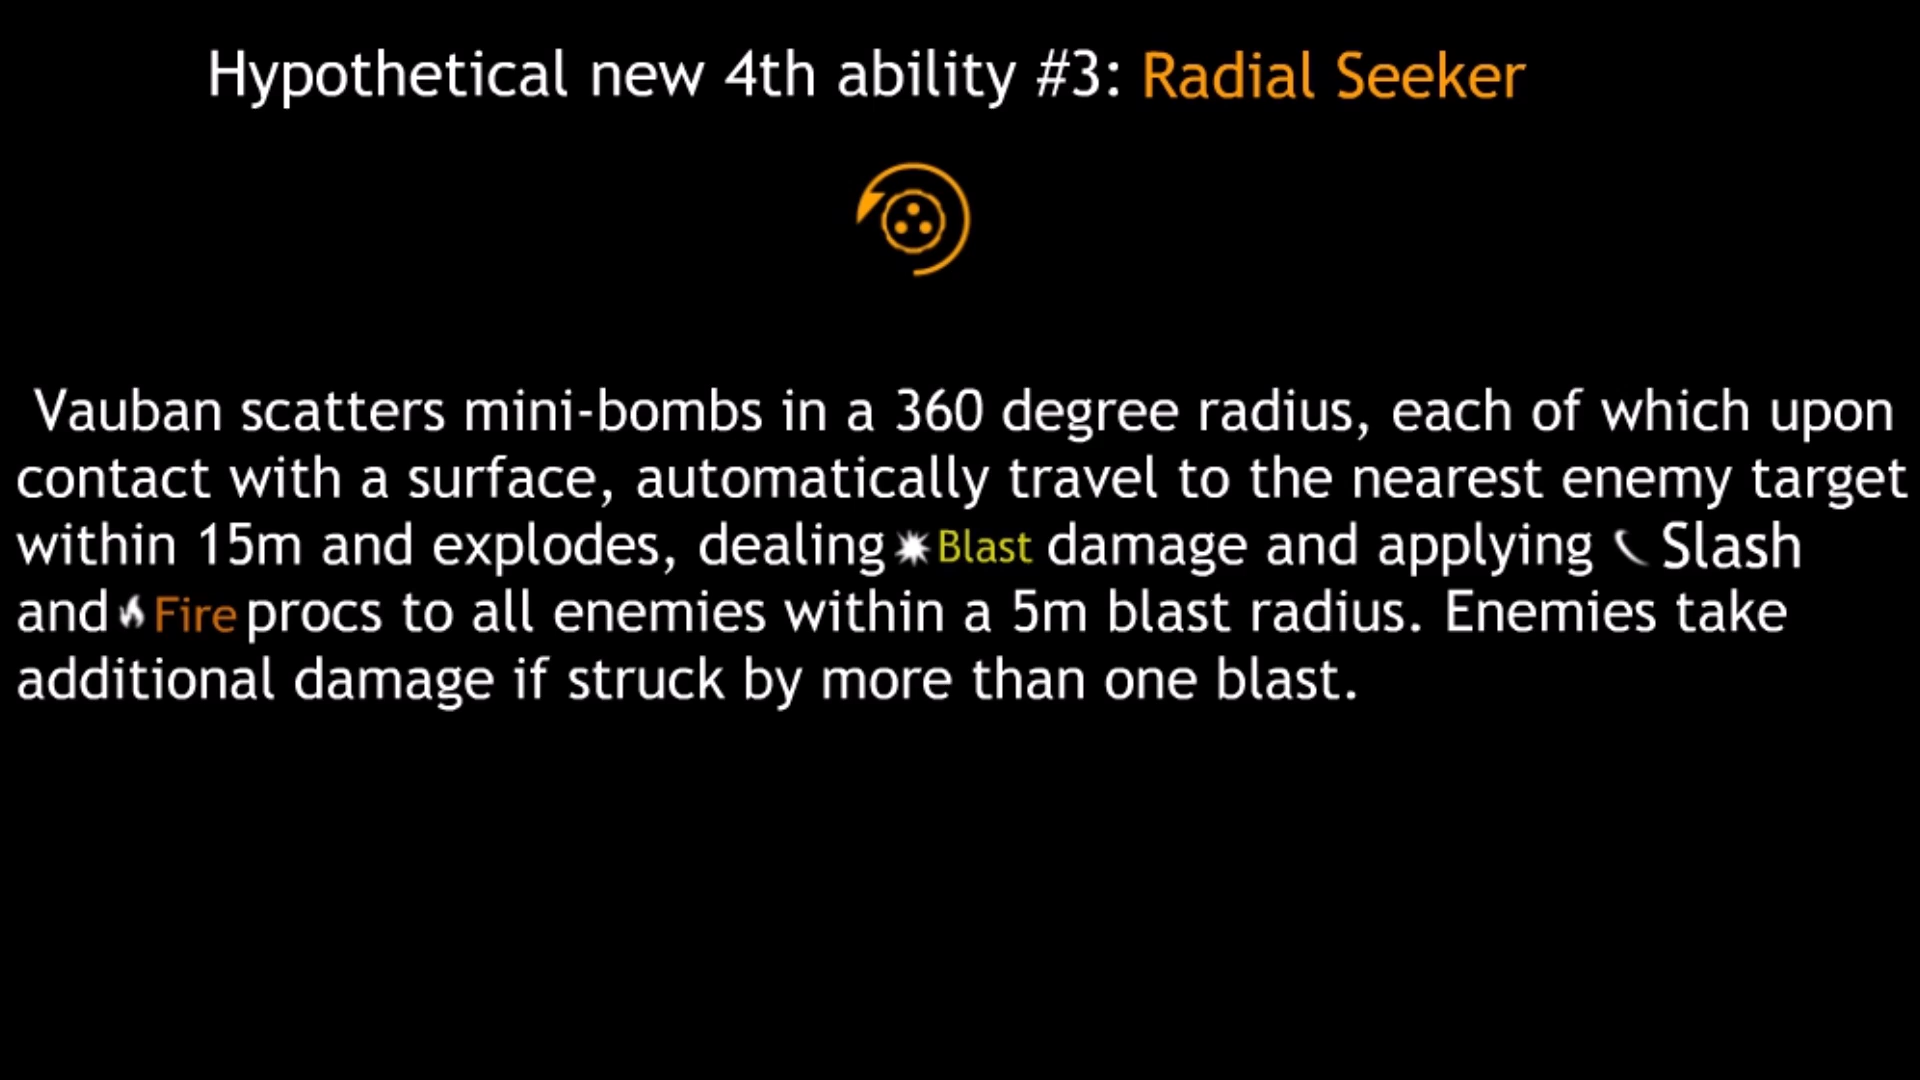 Hypothetical new 4th ability #3: Radial Seeker
Vauban scatters mini-bombs in a 360 degree radius, each of which upon
contact with a surface, automatically travel to the nearest enemy target
within 15m and explodes, dealing Blast damage and applying Slash
and Fire procs to all enemies within a 5m blast radius. Enemies take
additional damage if struck by more than one blast.